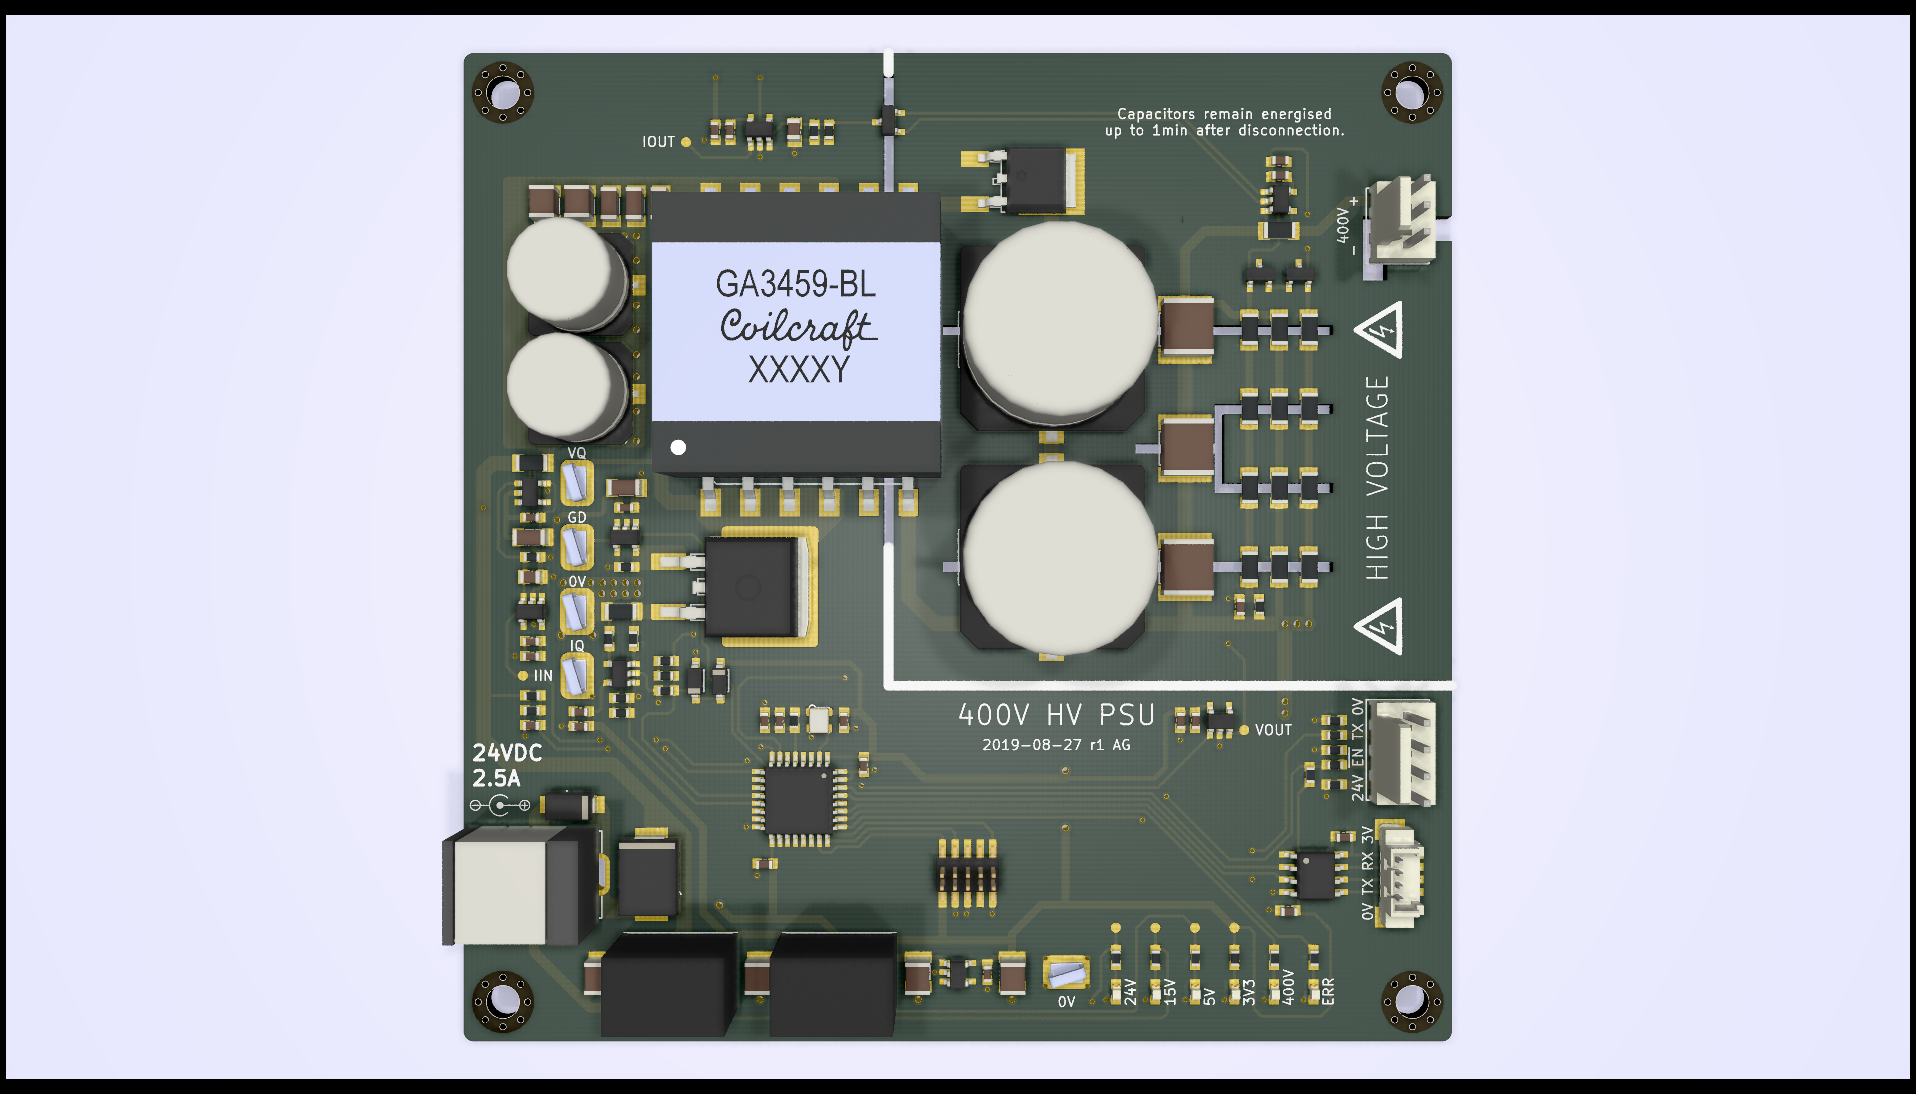 Capacitors remain energised
up to 1min after disconnection.
IOUT
- 400V +
GA3459-BL
Coilcraft
XXXXY
HIGH VOLTAGE
VQ
GD
0V
IQ
IIN
400V HV PSU
2019-08-27 r1 AG
VOUT
24V EN TX 0V
24VDC
2.5A
0V TX RX 3V
0V
24V
15V
5V
3V3
400V
ERR